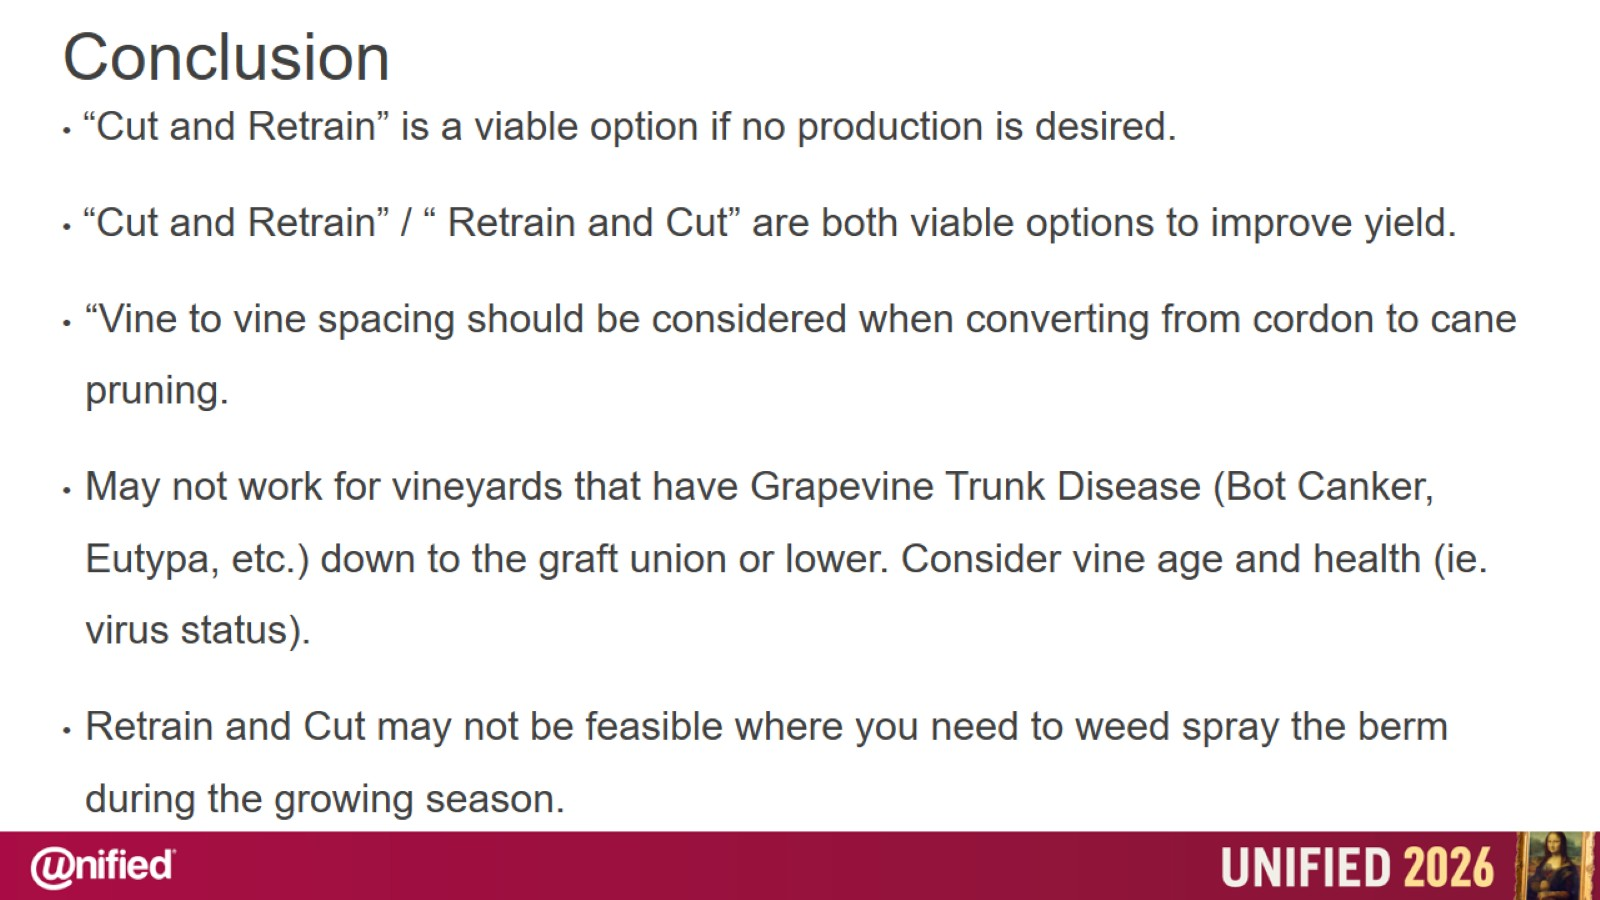 Conclusion
• “Cut and Retrain” is a viable option if no production is desired.
• “Cut and Retrain” / “ Retrain and Cut” are both viable options to improve yield.
• “Vine to vine spacing should be considered when converting from cordon to cane
pruning.
• May not work for vineyards that have Grapevine Trunk Disease (Bot Canker,
Eutypa, etc.) down to the graft union or lower. Consider vine age and health (ie.
virus status).
• Retrain and Cut may not be feasible where you need to weed spray the berm
during the growing season.
unified
UNIFIED 2026